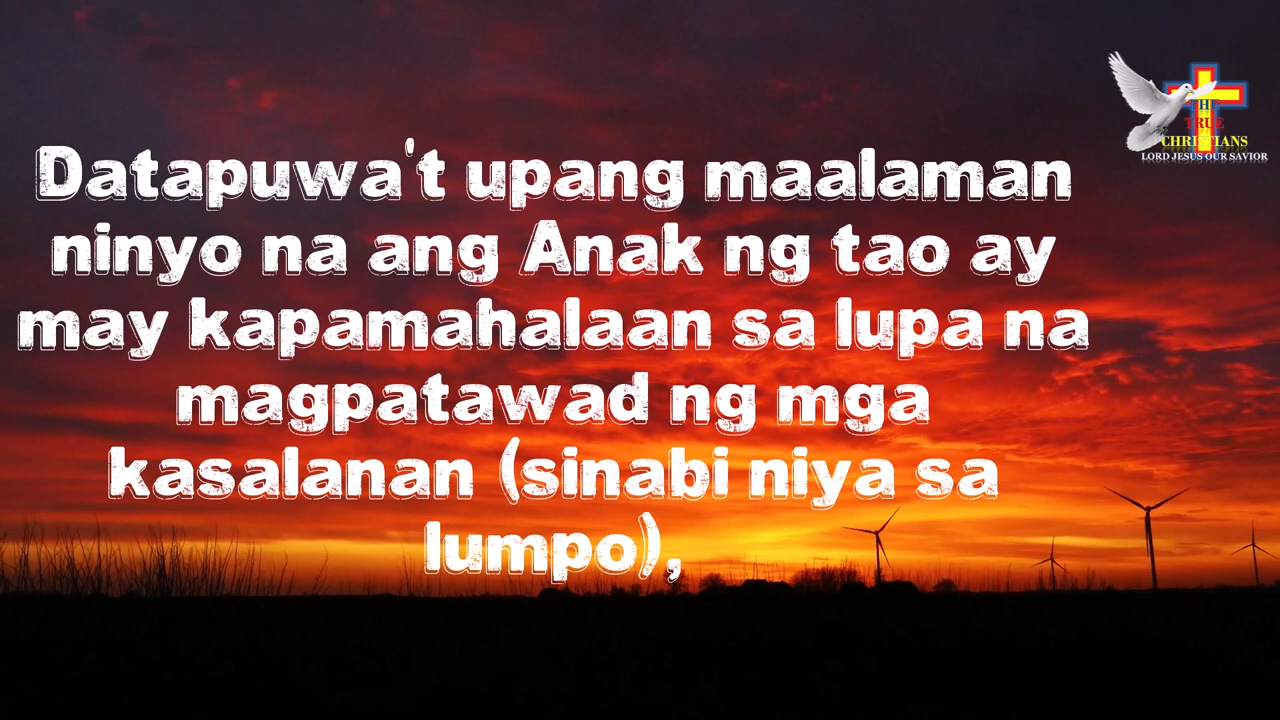 Datapuwa't upang maalaman
ninyo na ang Anak ng tao ay
may kapamahalaan sa lupa na
magpatawad ng mga
kasalanan (sinabi niya sa
lumpo),
THE
TRUE
CHRISTIANS
LORD JESUS OUR SAVIOR